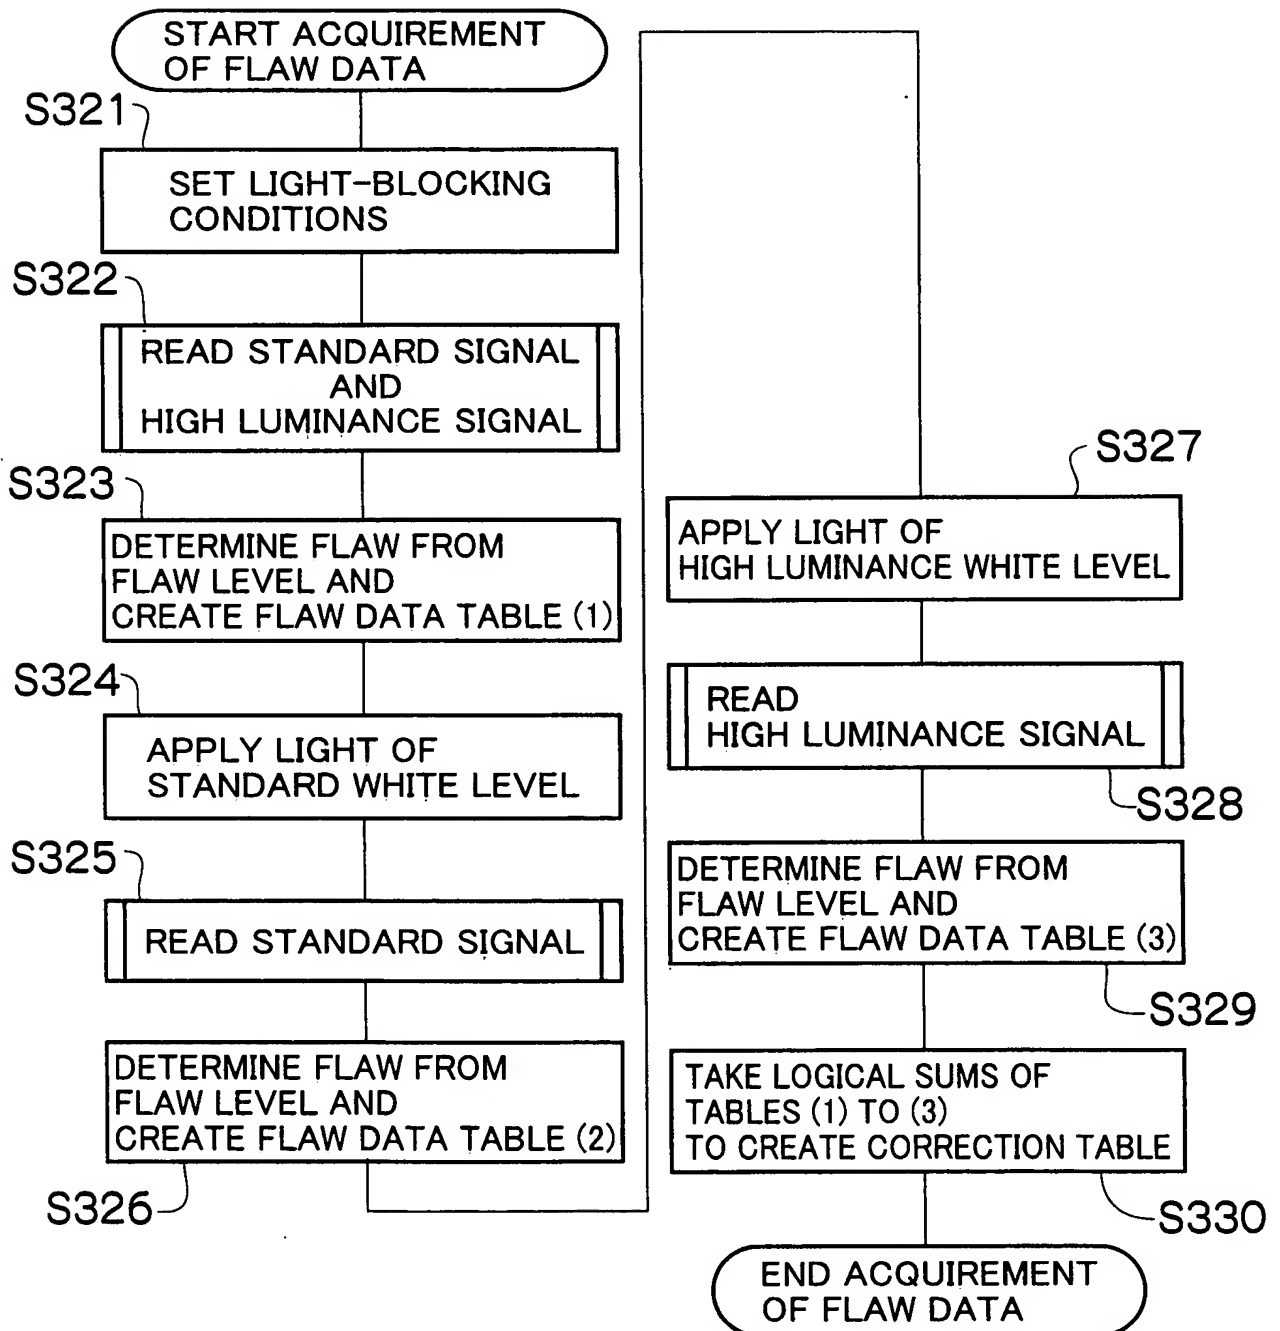 START ACQUIREMENT
OF FLAW DATA
S321
SET LIGHT-BLOCKING
CONDITIONS
S322
READ STANDARD SIGNAL
AND
HIGH LUMINANCE SIGNAL
S323
DETERMINE FLAW FROM
FLAW LEVEL AND
CREATE FLAW DATA TABLE (1)
S324
APPLY LIGHT OF
STANDARD WHITE LEVEL
S325
READ STANDARD SIGNAL
DETERMINE FLAW FROM
FLAW LEVEL AND
CREATE FLAW DATA TABLE (2)
S326
S327
APPLY LIGHT OF
HIGH LUMINANCE WHITE LEVEL
READ
HIGH LUMINANCE SIGNAL
S328
DETERMINE FLAW FROM
FLAW LEVEL AND
CREATE FLAW DATA TABLE (3)
S329
TAKE LOGICAL SUMS OF
TABLES (1) TO (3)
TO CREATE CORRECTION TABLE
S330
END ACQUIREMENT
OF FLAW DATA